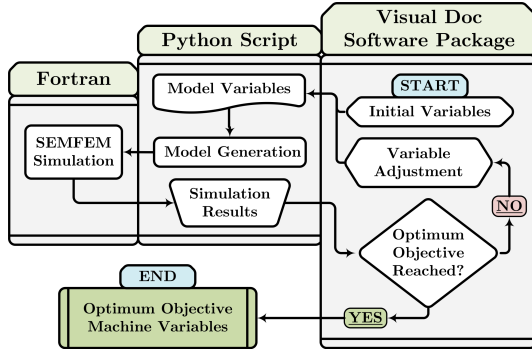 Visual Doc
Software Package
Python Script
Fortran
START
Initial Variables
Model Variables
Model Generation
SEMFEM
Simulation
Simulation
Results
Variable
Adjustment
NO
Optimum
Objective
Reached?
YES
END
Optimum Objective
Machine Variables